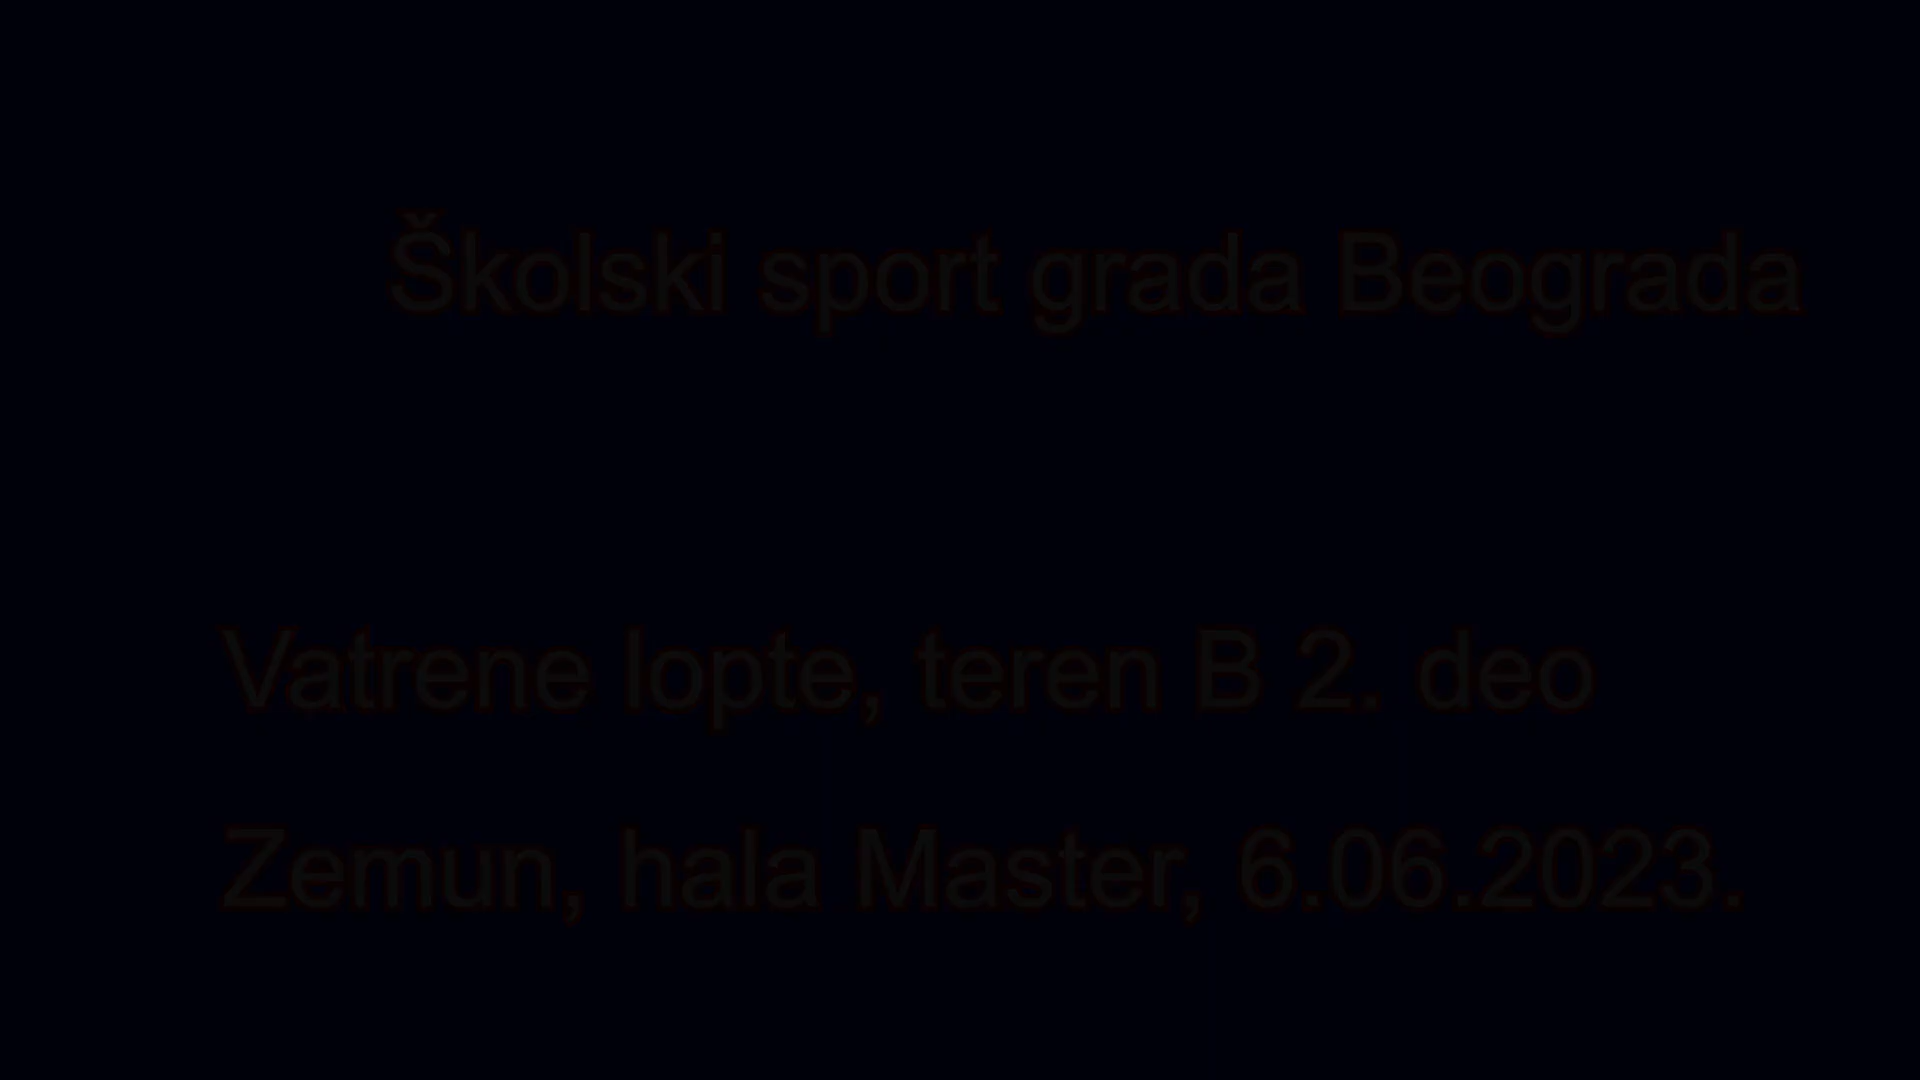 Školski sport grada Beograda
Vatrene lopte, teren B 2. deo
Zemun, hala Master, 6.06.2023.